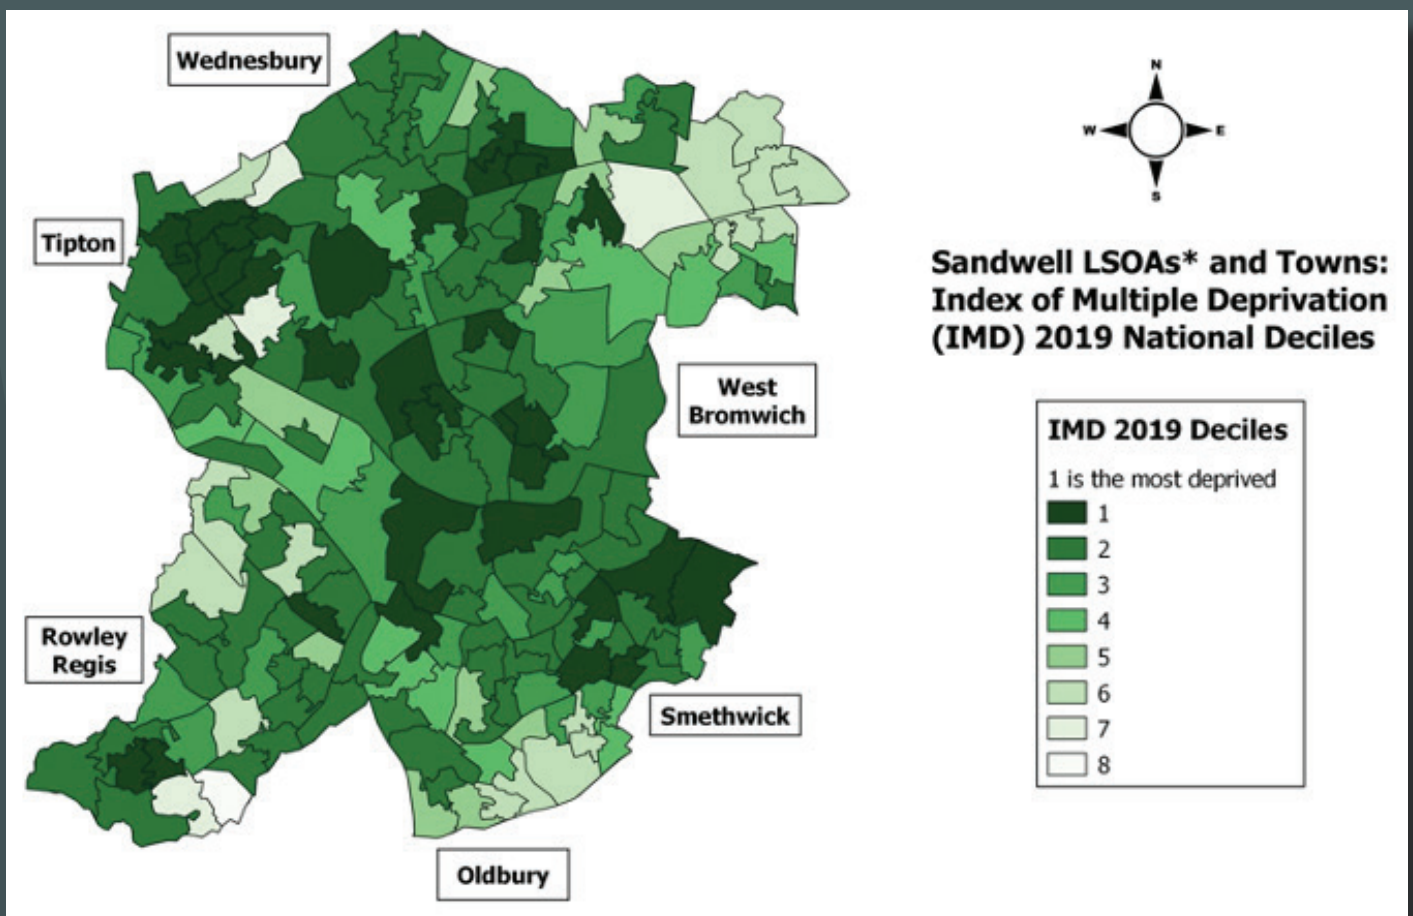 Wednesbury
N
W
E
S
Tipton
Sandwell LSOAs* and Towns:
Index of Multiple Deprivation
(IMD) 2019 National Deciles
West
Bromwich
IMD 2019 Deciles
1 is the most deprived
1
2
3
4
5
6
7
8
Rowley
Regis
Smethwick
Oldbury